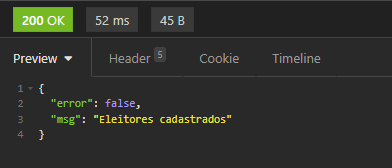 200 OK 52 ms 45 B
Preview Header 5 Cookie Timeline
1 {
2 "error": false,
3 "msg": "Eleitores cadastrados"
4 }